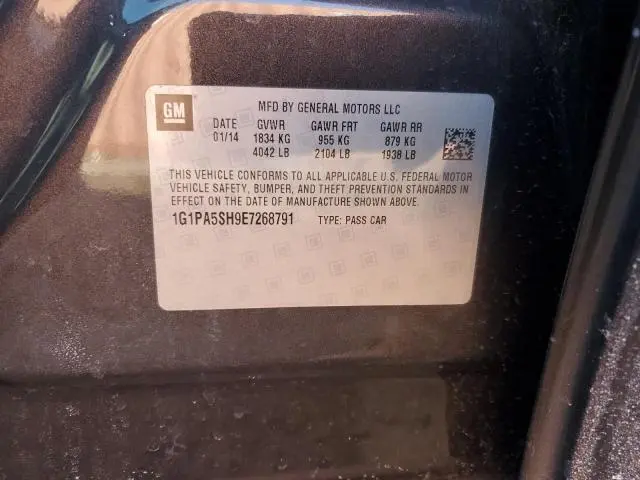 GM
MFD BY GENERAL MOTORS LLC
DATE GVWR GAWR FRT GAWR RR
01/14 1834 KG 955 KG 879 KG
4042 LB 2104 LB 1938 LB
THIS VEHICLE CONFORMS TO ALL APPLICABLE U.S. FEDERAL MOTOR
VEHICLE SAFETY, BUMPER, AND THEFT PREVENTION STANDARDS IN
EFFECT ON THE DATE OF MANUFACTURE SHOWN ABOVE.
1G1PA5SH9E7268791 TYPE: PASS CAR